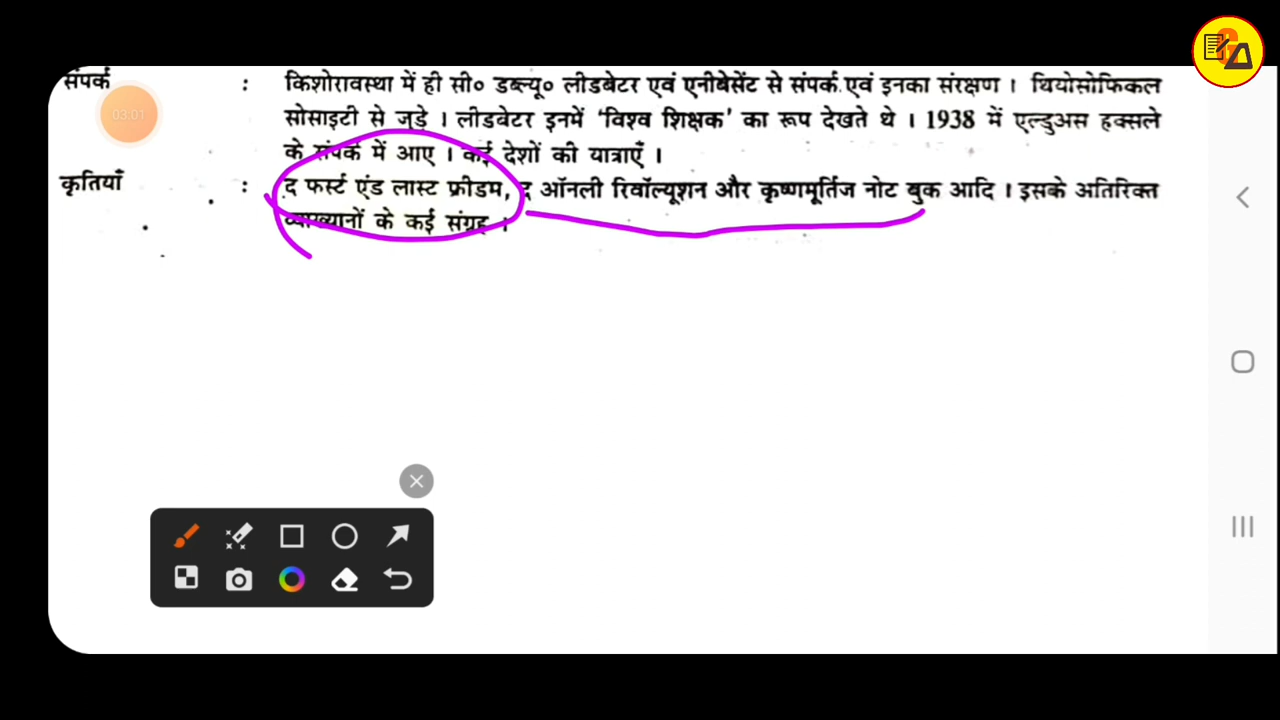 संपर्क : किशोरावस्था में ही सी० डब्ल्यू० लीडबेटर एवं एनीबेसेंट से संपर्क एवं इनका संरक्षण । थियोसोफिकल
03:01
सोसाइटी से जुड़े । लीडबेटर इनमें 'विश्व शिक्षक' का रूप देखते थे । 1938 में एल्डुअस हक्सले
के संपर्क में आए । कई देशों की यात्राएँ ।
कृतियाँ : द फर्स्ट एंड लास्ट फ्रीडम, द ऑनली रिवॉल्यूशन और कृष्णमूर्तिज नोट बुक आदि । इसके अतिरिक्त
व्याख्यानों के कई संग्रह ।